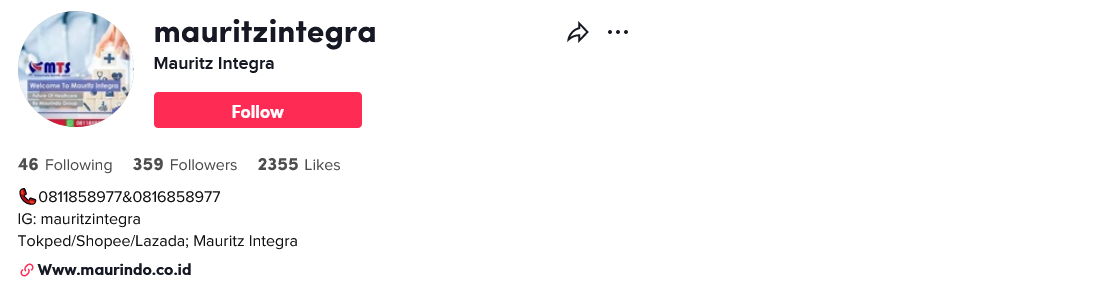 mauritzintegra
Mauritz Integra
MTS
Welcome To Mauritz Integra
Future Of Healthcare
By Maurindo Group
Follow
46 Following 359 Followers 2355 Likes
0811858977&0816858977
IG: mauritzintegra
Tokped/Shopee/Lazada; Mauritz Integra
Www.maurindo.co.id